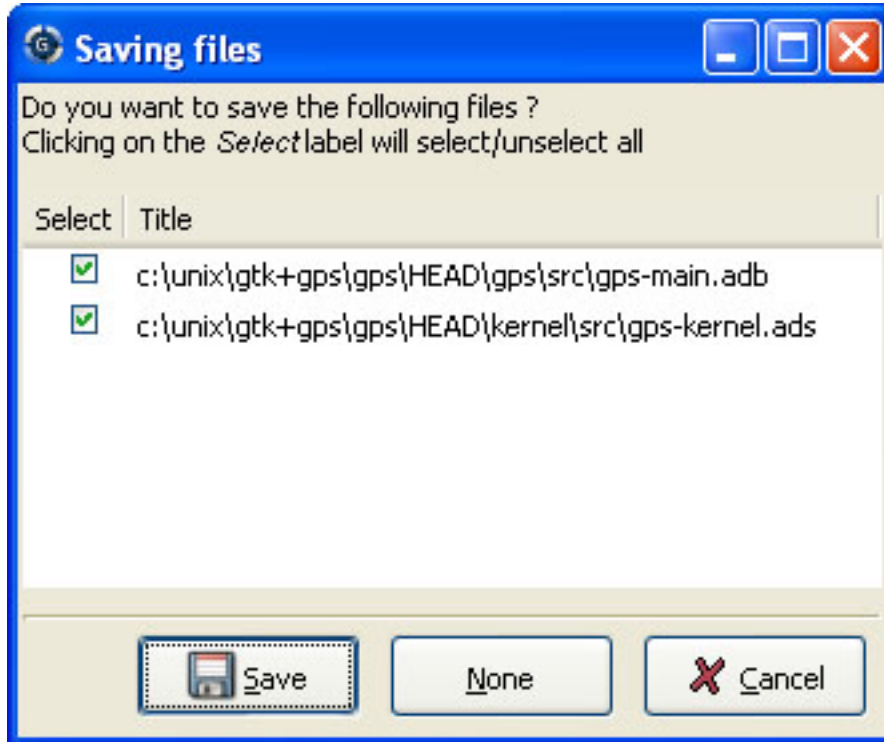 Saving files
Do you want to save the following files ?
Clicking on the Select label will select/unselect all
Select Title
c:\unix\gtk+gps\gps\HEAD\gps\src\gps-main.adb
c:\unix\gtk+gps\gps\HEAD\kernel\src\gps-kernel.ads
Save None Cancel